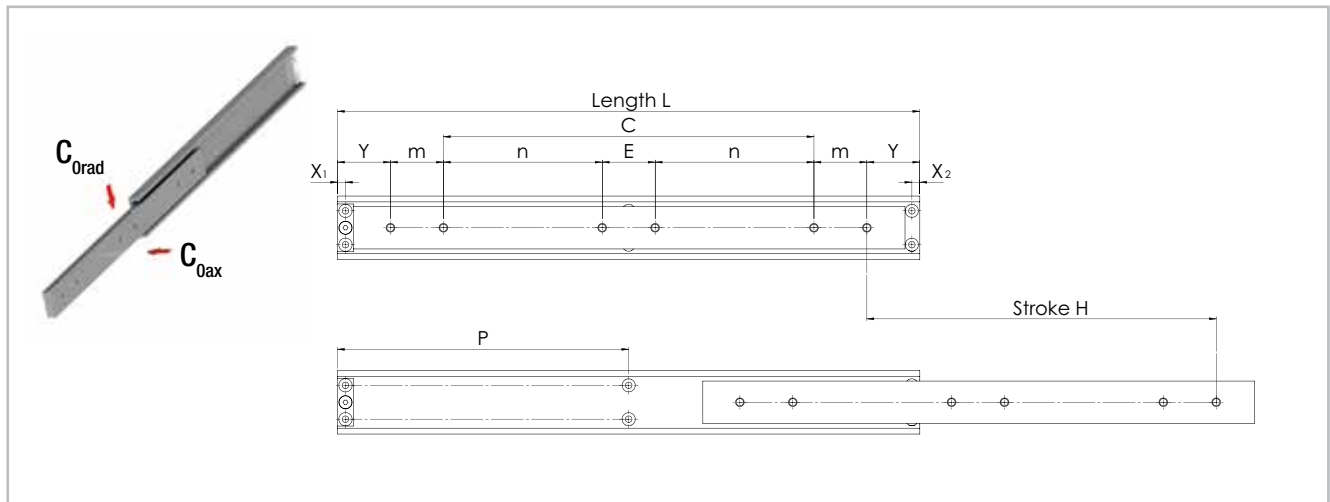 C0rad
C0ax
Length L
C
Y m n E n m Y
X1 X2
Stroke H
P